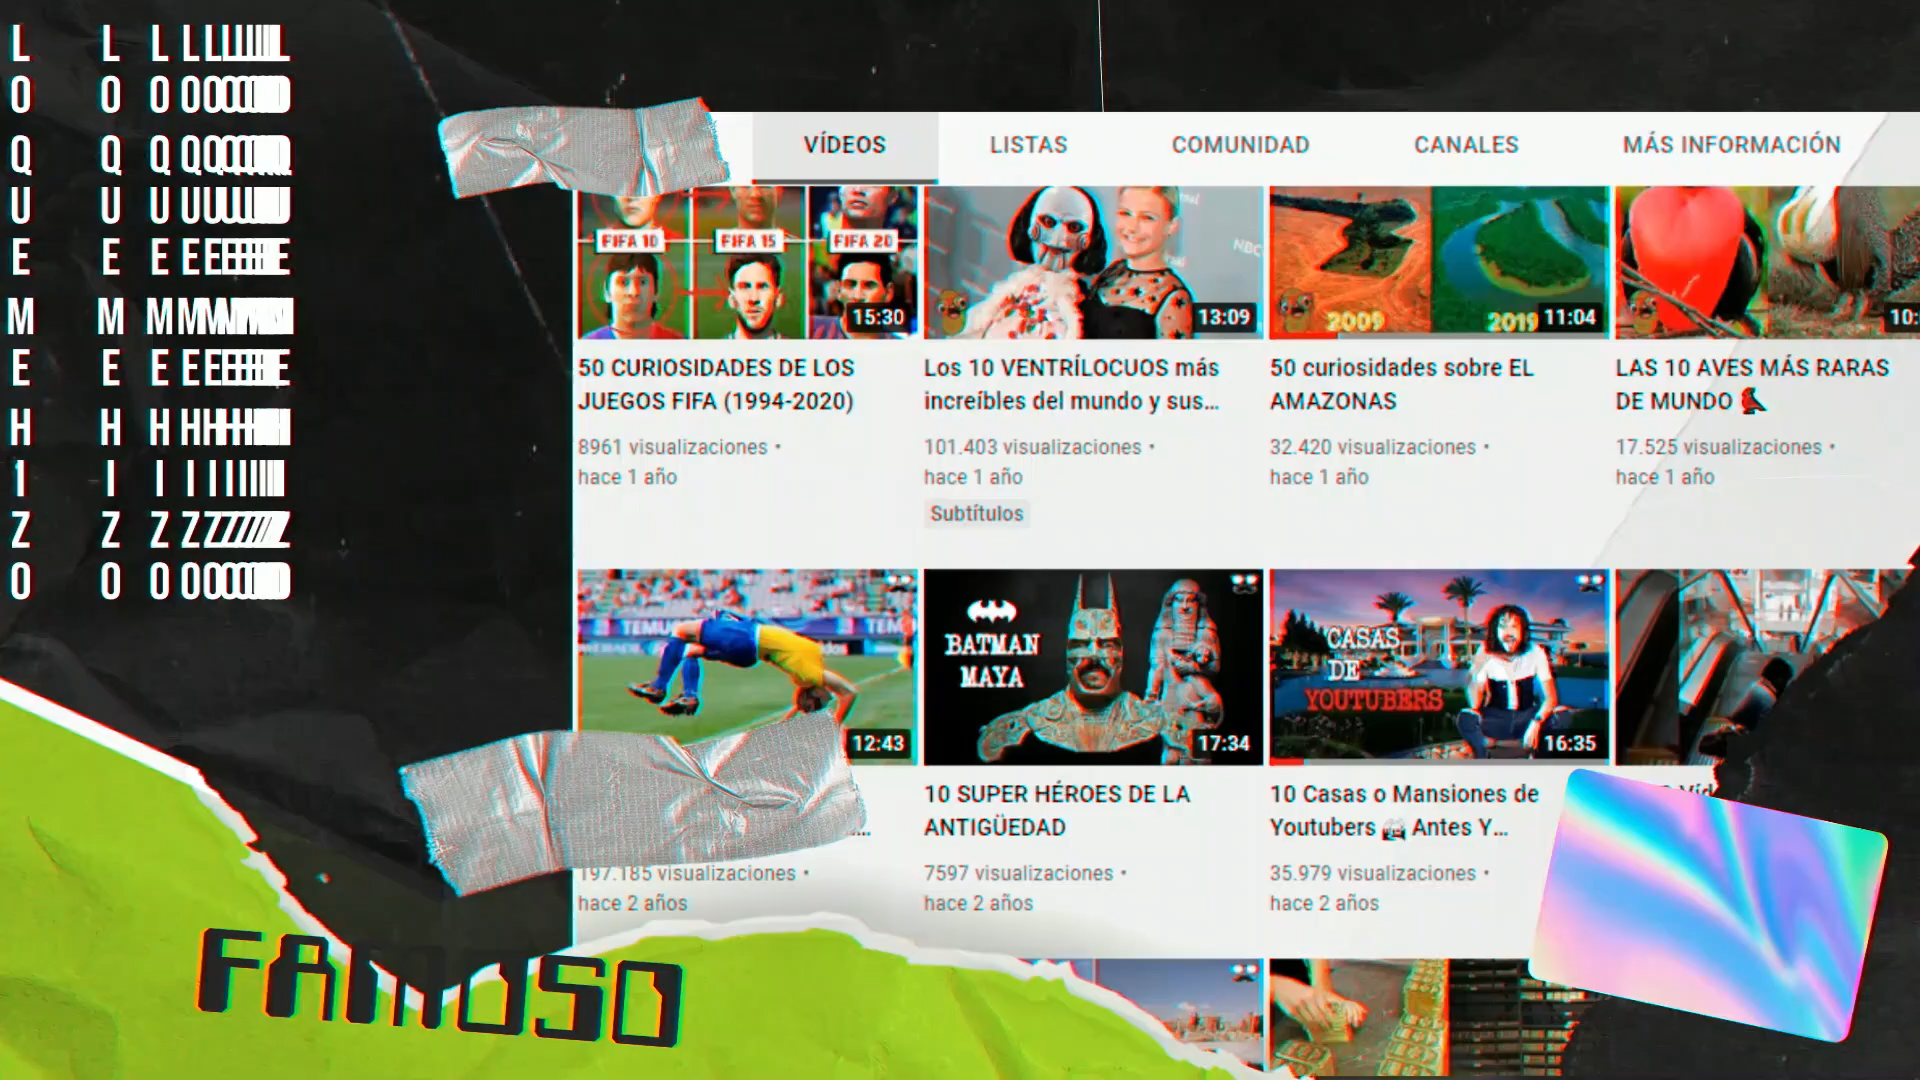 LO QUE ME HIZO
FAMOSO
VÍDEOS LISTAS COMUNIDAD CANALES MÁS INFORMACIÓN
FIFA 10 FIFA 15 FIFA 20
15:30
NBC
13:09
2009 2019 11:04
10:
50 CURIOSIDADES DE LOS
JUEGOS FIFA (1994-2020)
8961 visualizaciones •
hace 1 año
Los 10 VENTRÍLOCUOS más
increíbles del mundo y sus...
101.403 visualizaciones •
hace 1 año
Subtítulos
50 curiosidades sobre EL
AMAZONAS
32.420 visualizaciones •
hace 1 año
LAS 10 AVES MÁS RARAS
DE MUNDO
17.525 visualizaciones •
hace 1 año
12:43
BATMAN
MAYA
17:34
CASAS
DE
YOUTUBERS
16:35
...
197.185 visualizaciones •
hace 2 años
10 SUPER HÉROES DE LA
ANTIGÜEDAD
7597 visualizaciones •
hace 2 años
10 Casas o Mansiones de
Youtubers Antes Y...
35.979 visualizaciones •
hace 2 años